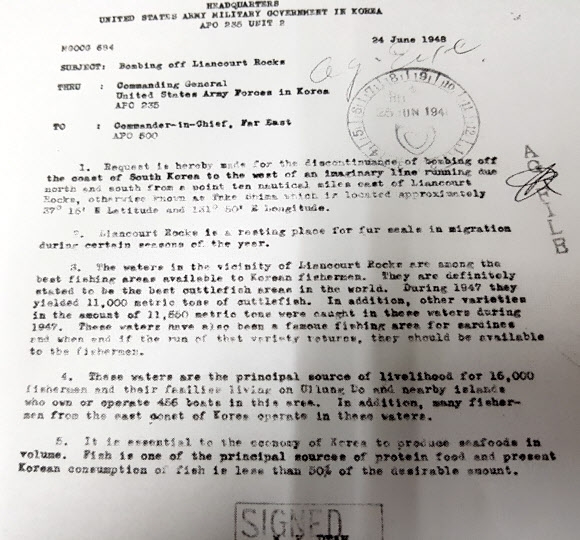 HEADQUARTERS
UNITED STATES ARMY MILITARY GOVERNMENT IN KOREA
APO 235 UNIT 2
MGOCG 684
24 June 1948
SUBJECT: Bombing off Liancourt Rocks
THRU : Commanding General
United States Army Forces in Korea
APO 235
TO : Commander-in-Chief, Far East
APO 500
1. Request is hereby made for the discontinuance of bombing off
the coast of South Korea to the west of an imaginary line running due
north and south from a point ten nautical miles east of Liancourt
Rocks, otherwise known as Take Shima which is located approximately
37° 15' N Latitude and 131° 50' E Longitude.
2. Liancourt Rocks is a resting place for fur seals in migration
during certain seasons of the year.
3. The waters in the vicinity of Liancourt Rocks are among the
best fishing areas available to Korean fishermen. They are definitely
stated to be the best cuttlefish areas in the world. During 1947 they
yielded 11,000 metric tons of cuttlefish. In addition, other varieties
in the amount of 11,550 metric tons were caught in these waters during
1947. These waters have also been a famous fishing area for sardines
and when and if the run of that variety returns, they should be available
to the fishermen.
4. These waters are the principal source of livelihood for 16,000
fishermen and their families living on Ullung Do and nearby islands
who own or operate 456 boats in this area. In addition, many fisher-
men from the east coast of Korea operate in these waters.
5. It is essential to the economy of Korea to produce seafoods in
volume. Fish is one of the principal sources of protein food and present
Korean consumption of fish is less than 50% of the desirable amount.
SIGNED